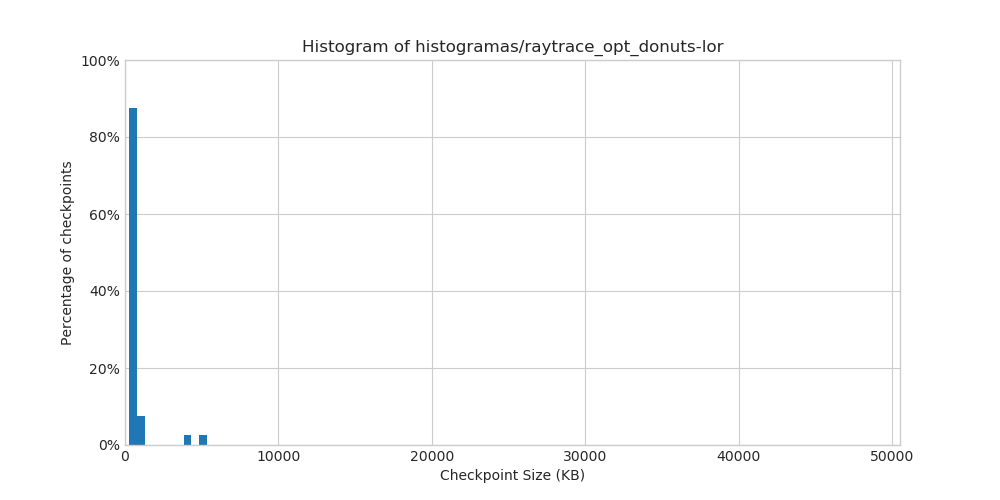 Histogram of histogramas/raytrace_opt_donuts-lor
100%
80%
60%
40%
20%
0%
Percentage of checkpoints
0 10000 20000 30000 40000 50000
Checkpoint Size (KB)